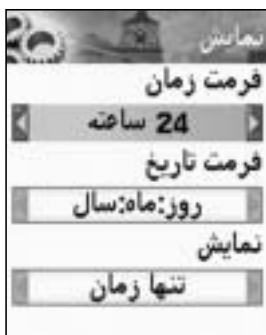 نمایش
فرمت زمان
24 ساعته
فرمت تاریخ
روز:ماه:سال
نمایش
تنها زمان